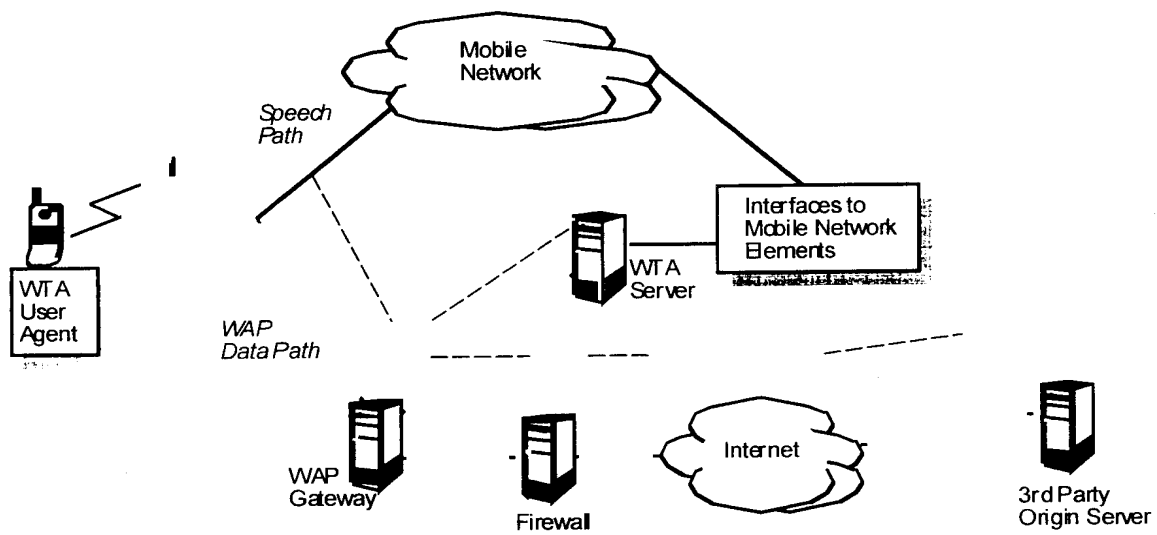 Mobile
Network
Speech
Path
Interfaces to
Mobile Network
Elements
WTA
Server
WTA
User
Agent
WAP
Data Path
WAP
Gateway
Firewall
Internet
3rd Party
Origin Server